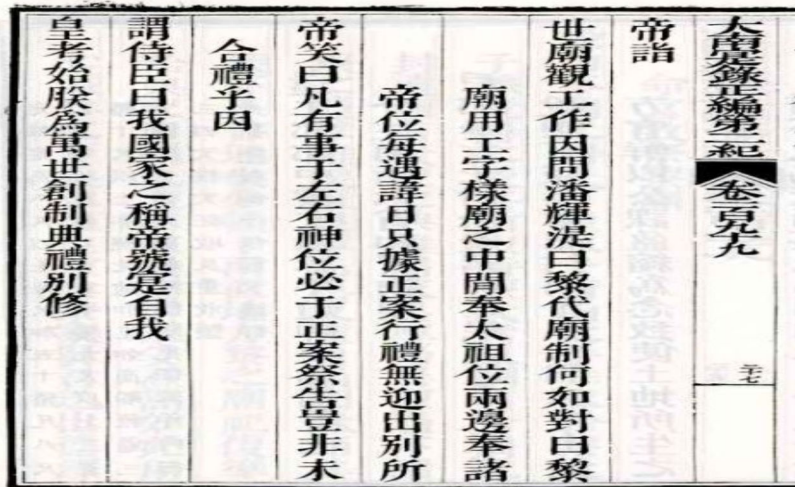 大南寔錄正編第二紀 卷一百九十九 二十七
帝詣
世廟觀工作因問潘輝湜曰黎代廟制何如對曰黎
廟用工字樣廟之中間奉太祖位兩邊奉諸
帝位每遇諱日只據正案行禮無迎出別所
帝笑曰凡有事于左右神位必于正案祭告豈非未
合禮乎因
謂侍臣曰我國家之稱帝號是自我
皇考始朕爲萬世創制典禮別修